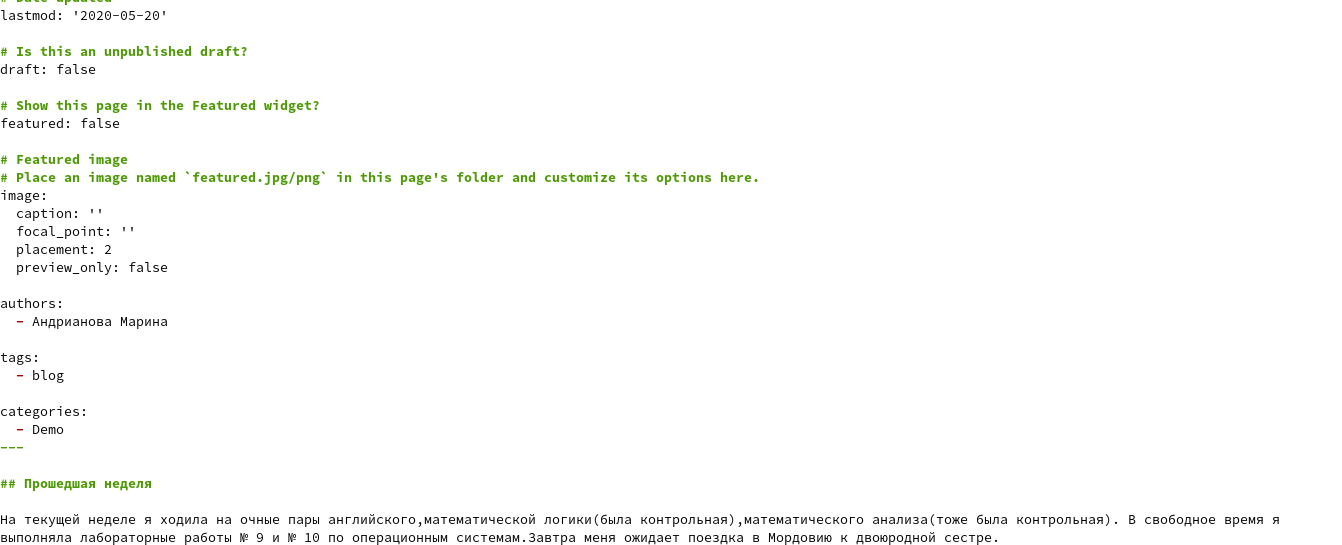 # Date updated
lastmod: '2020-05-20'
# Is this an unpublished draft?
draft: false
# Show this page in the Featured widget?
featured: false
# Featured image
# Place an image named `featured.jpg/png` in this page's folder and customize its options here.
image:
  caption: ''
  focal_point: ''
  placement: 2
  preview_only: false
authors:
  - Андрианова Марина
tags:
  - blog
categories:
  - Demo
---
## Прошедшая неделя
На текущей неделе я ходила на очные пары английского,математической логики(была контрольная),математического анализа(тоже была контрольная). В свободное время я
выполняла лабораторные работы № 9 и № 10 по операционным системам.Завтра меня ожидает поездка в Мордовию к двоюродной сестре.